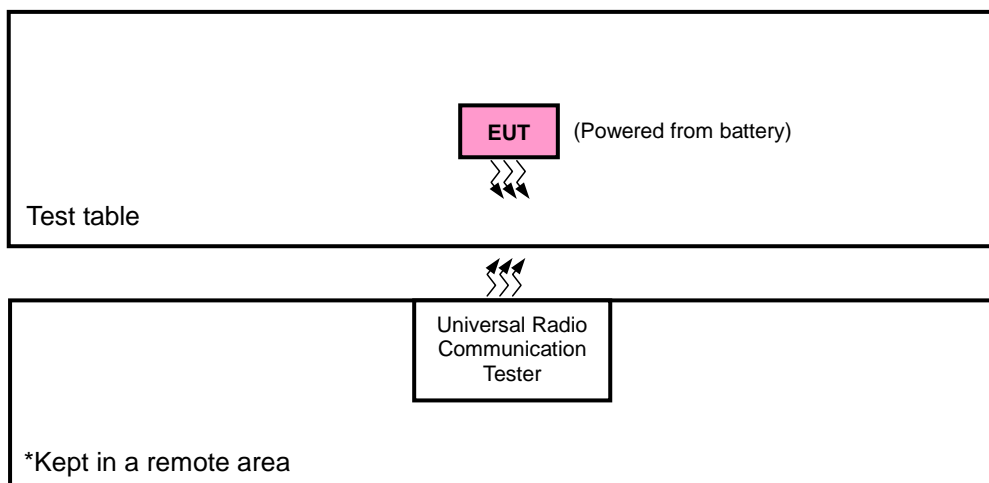 EUT
(Powered from battery)
Test table
Universal Radio
Communication
Tester
*Kept in a remote area